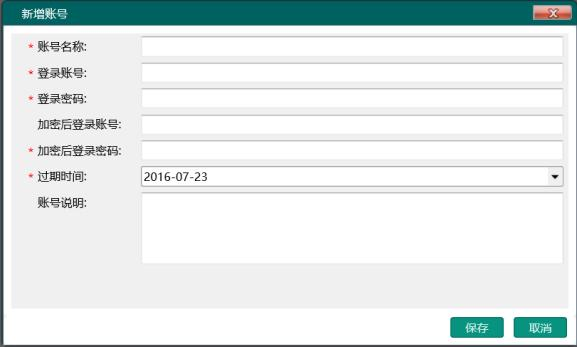 新增账号
* 账号名称:
* 登录账号:
* 登录密码:
加密后登录账号:
* 加密后登录密码:
* 过期时间: 2016-07-23
账号说明:
保存 取消